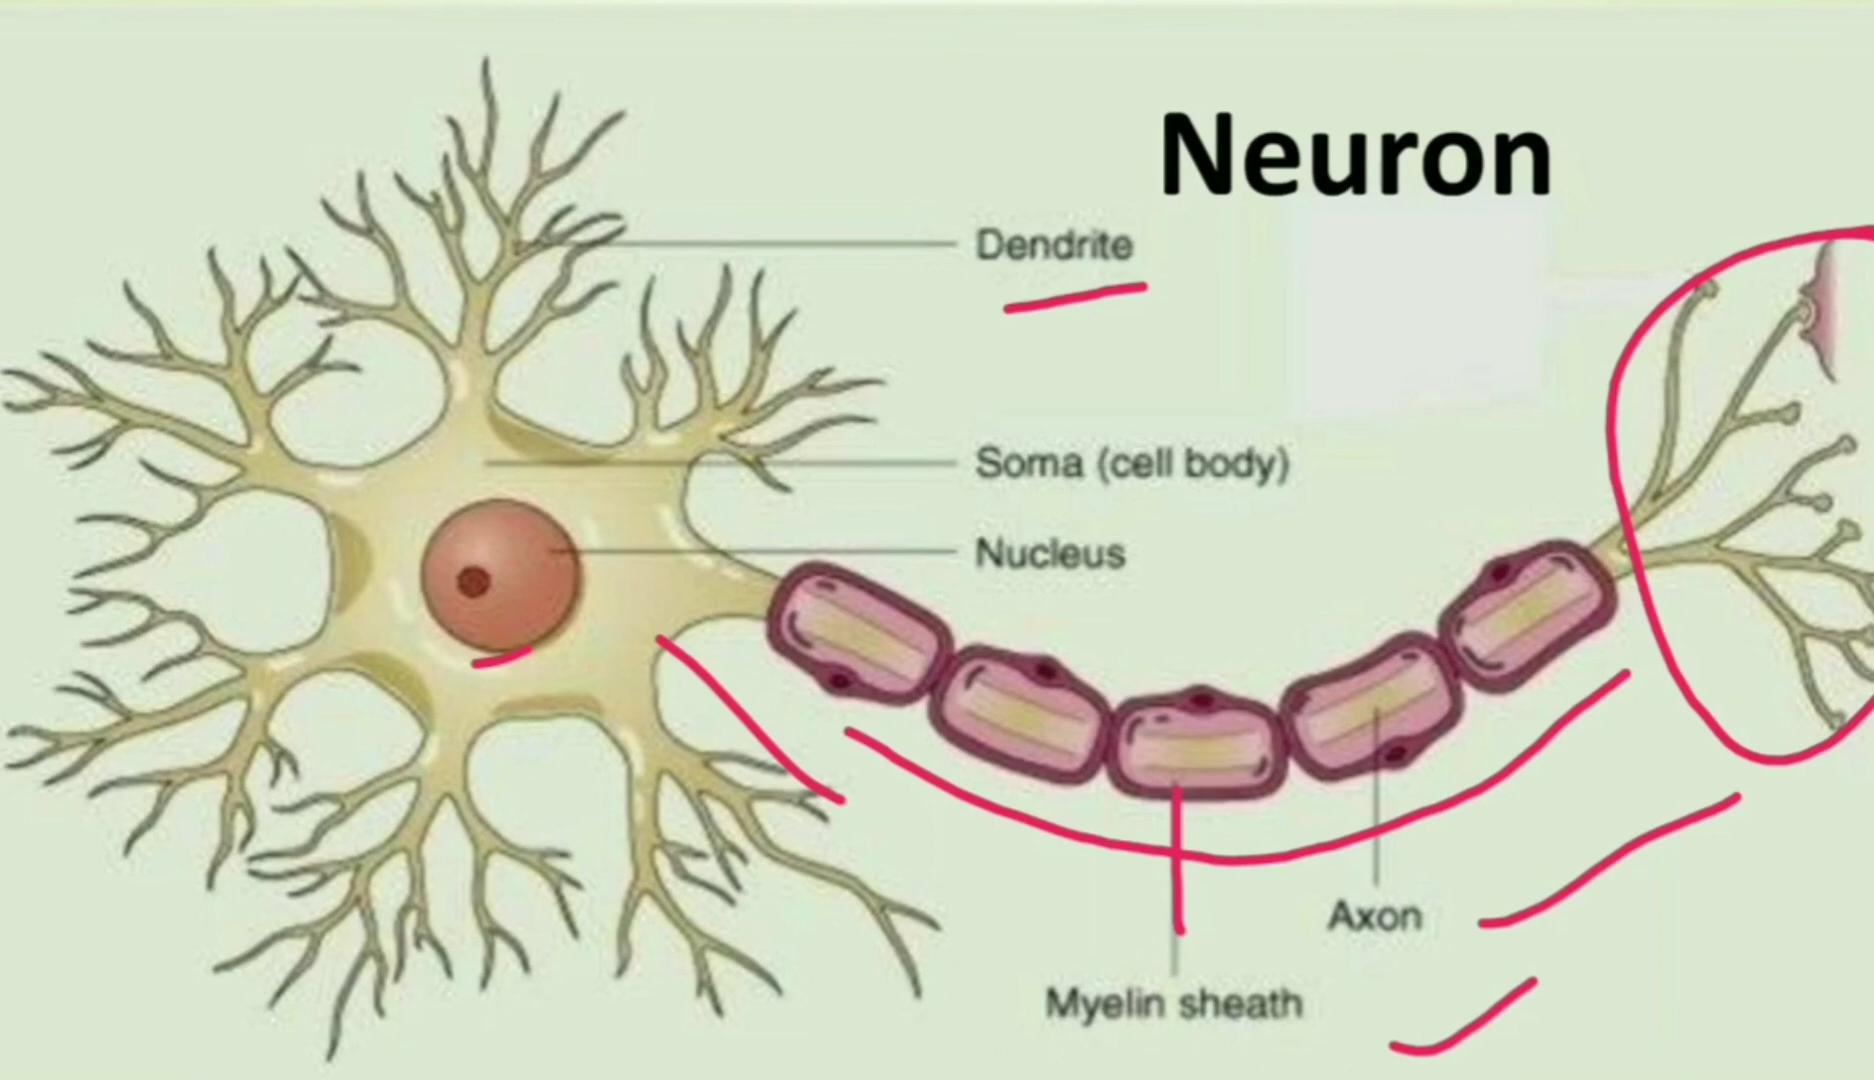 Neuron
Dendrite
Soma (cell body)
Nucleus
Axon
Myelin sheath